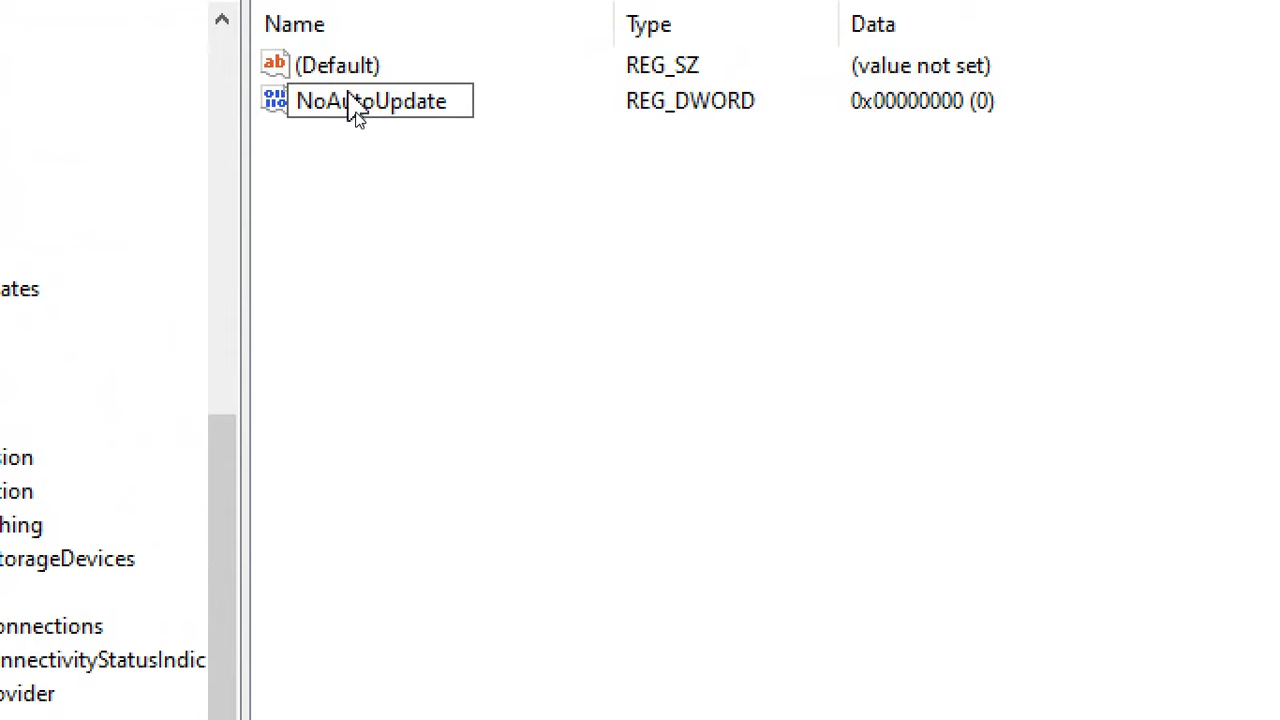 Name Type Data
(Default) REG_SZ (value not set)
NoAutoUpdate REG_DWORD 0x00000000 (0)
ates
sion
tion
hing
torageDevices
onnections
nnectivityStatusIndic
ovider